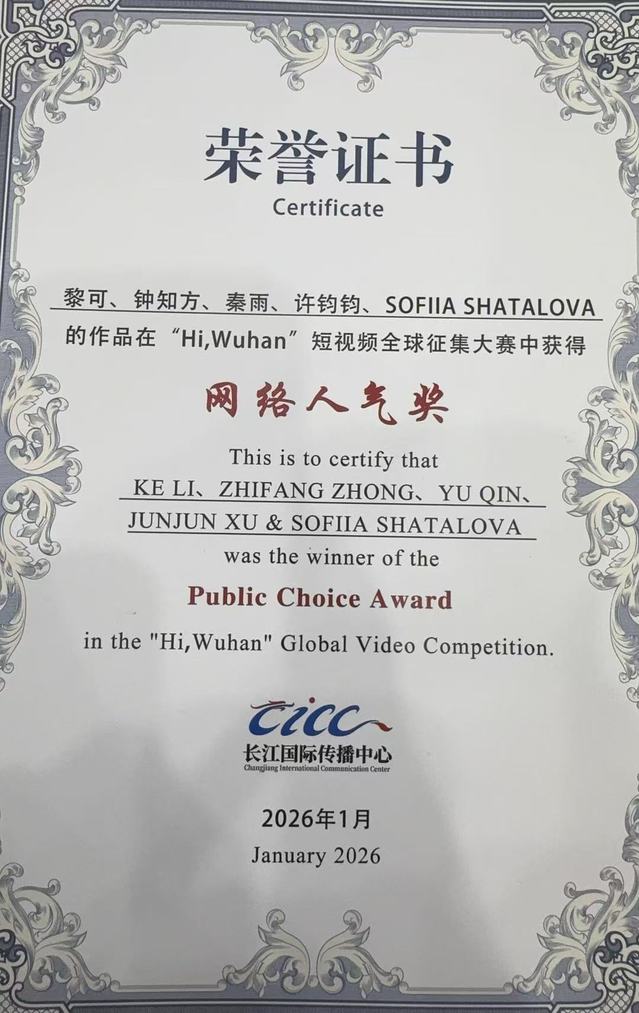 荣誉证书
Certificate
黎可、钟知方、秦雨、许钧钧、SOFIIA SHATALOVA
的作品在“Hi,Wuhan”短视频全球征集大赛中获得
网络人气奖
This is to certify that
KE LI、ZHIFANG ZHONG、YU QIN、
JUNJUN XU & SOFIIA SHATALOVA
was the winner of the
Public Choice Award
in the "Hi,Wuhan" Global Video Competition.
CICC
长江国际传播中心
Changjiang International Communication Center
2026年1月
January 2026